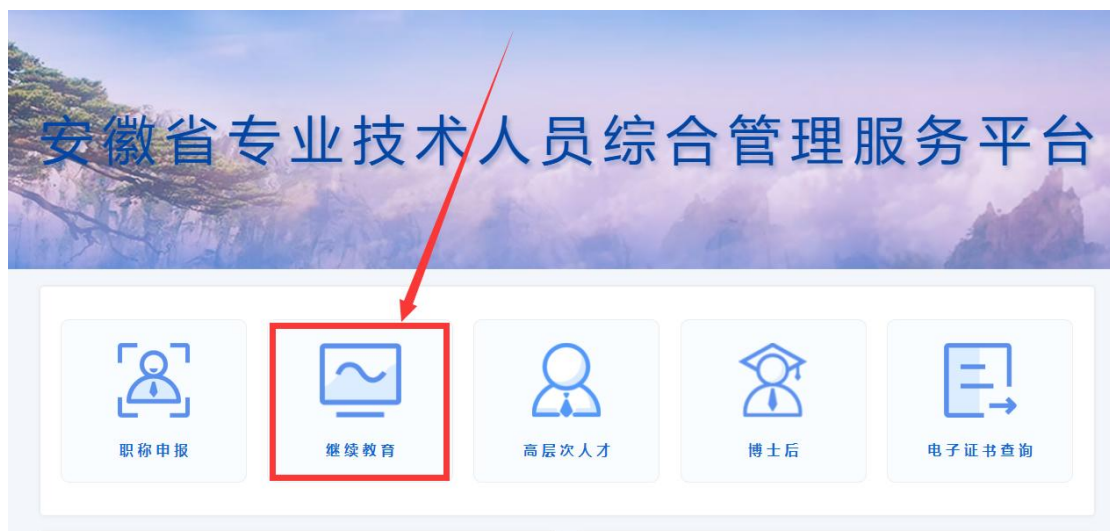 安徽省专业技术人员综合管理服务平台
职称申报
继续教育
高层次人才
博士后
电子证书查询